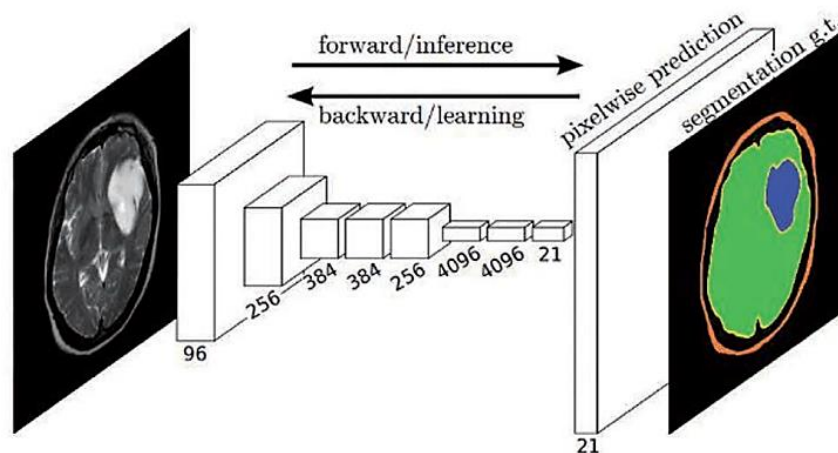 forward/inference
backward/learning
pixelwise prediction
segmentation g.t
96
256
384
384
256
4096
4096
21
21